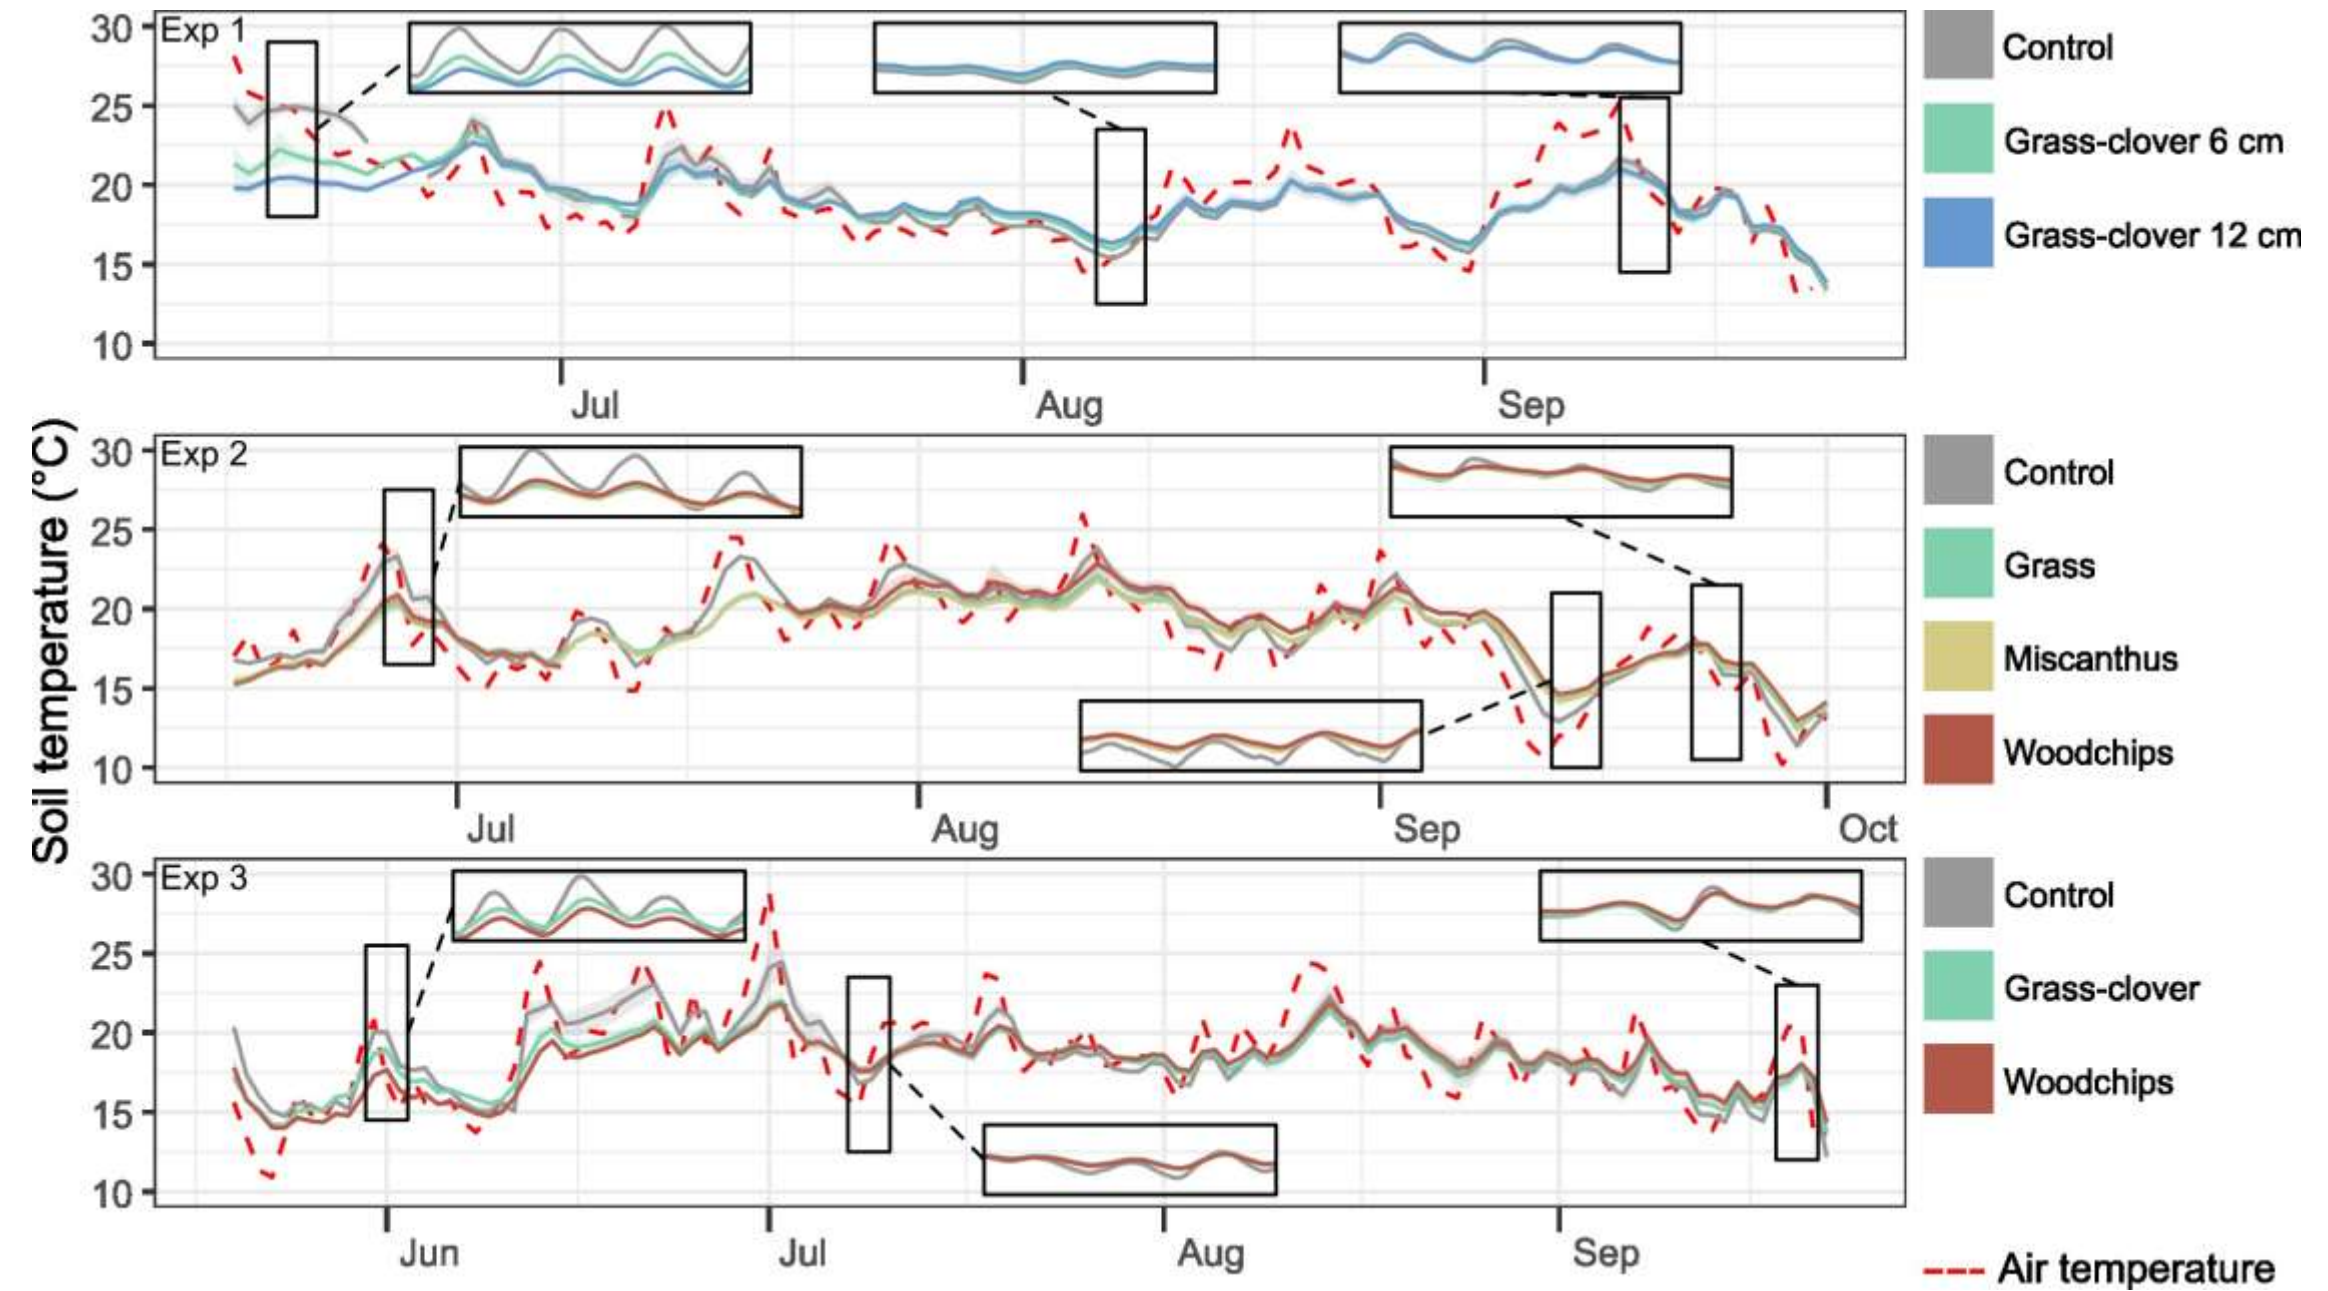 Soil temperature (°C)
Exp 1
30
25
20
15
10
Jul
Aug
Sep
Control
Grass-clover 6 cm
Grass-clover 12 cm
Exp 2
30
25
20
15
10
Jul
Aug
Sep
Oct
Control
Grass
Miscanthus
Woodchips
Exp 3
30
25
20
15
10
Jun
Jul
Aug
Sep
Control
Grass-clover
Woodchips
Air temperature